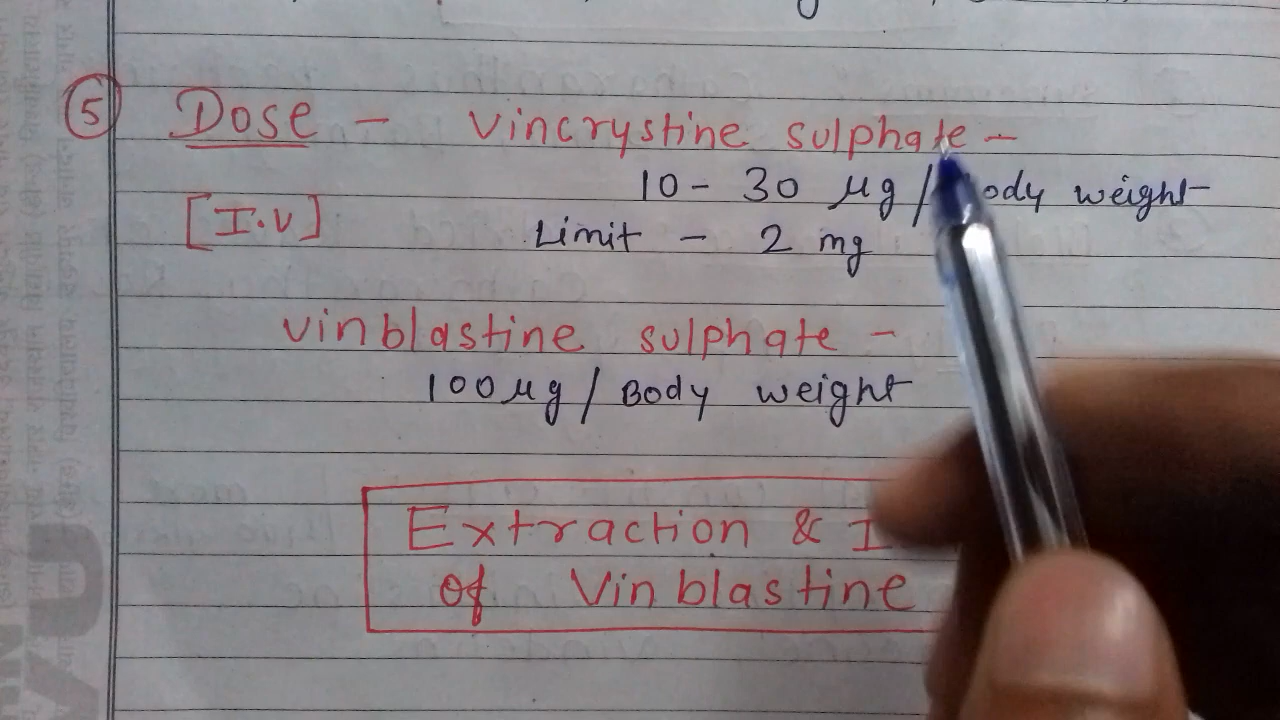 5 Dose - Vincrystine sulphate -
10 - 30 µg / Body weight
[I.V]
Limit - 2 mg
Vinblastine sulphate -
100 µg / Body weight
Extraction &
of Vinblastine